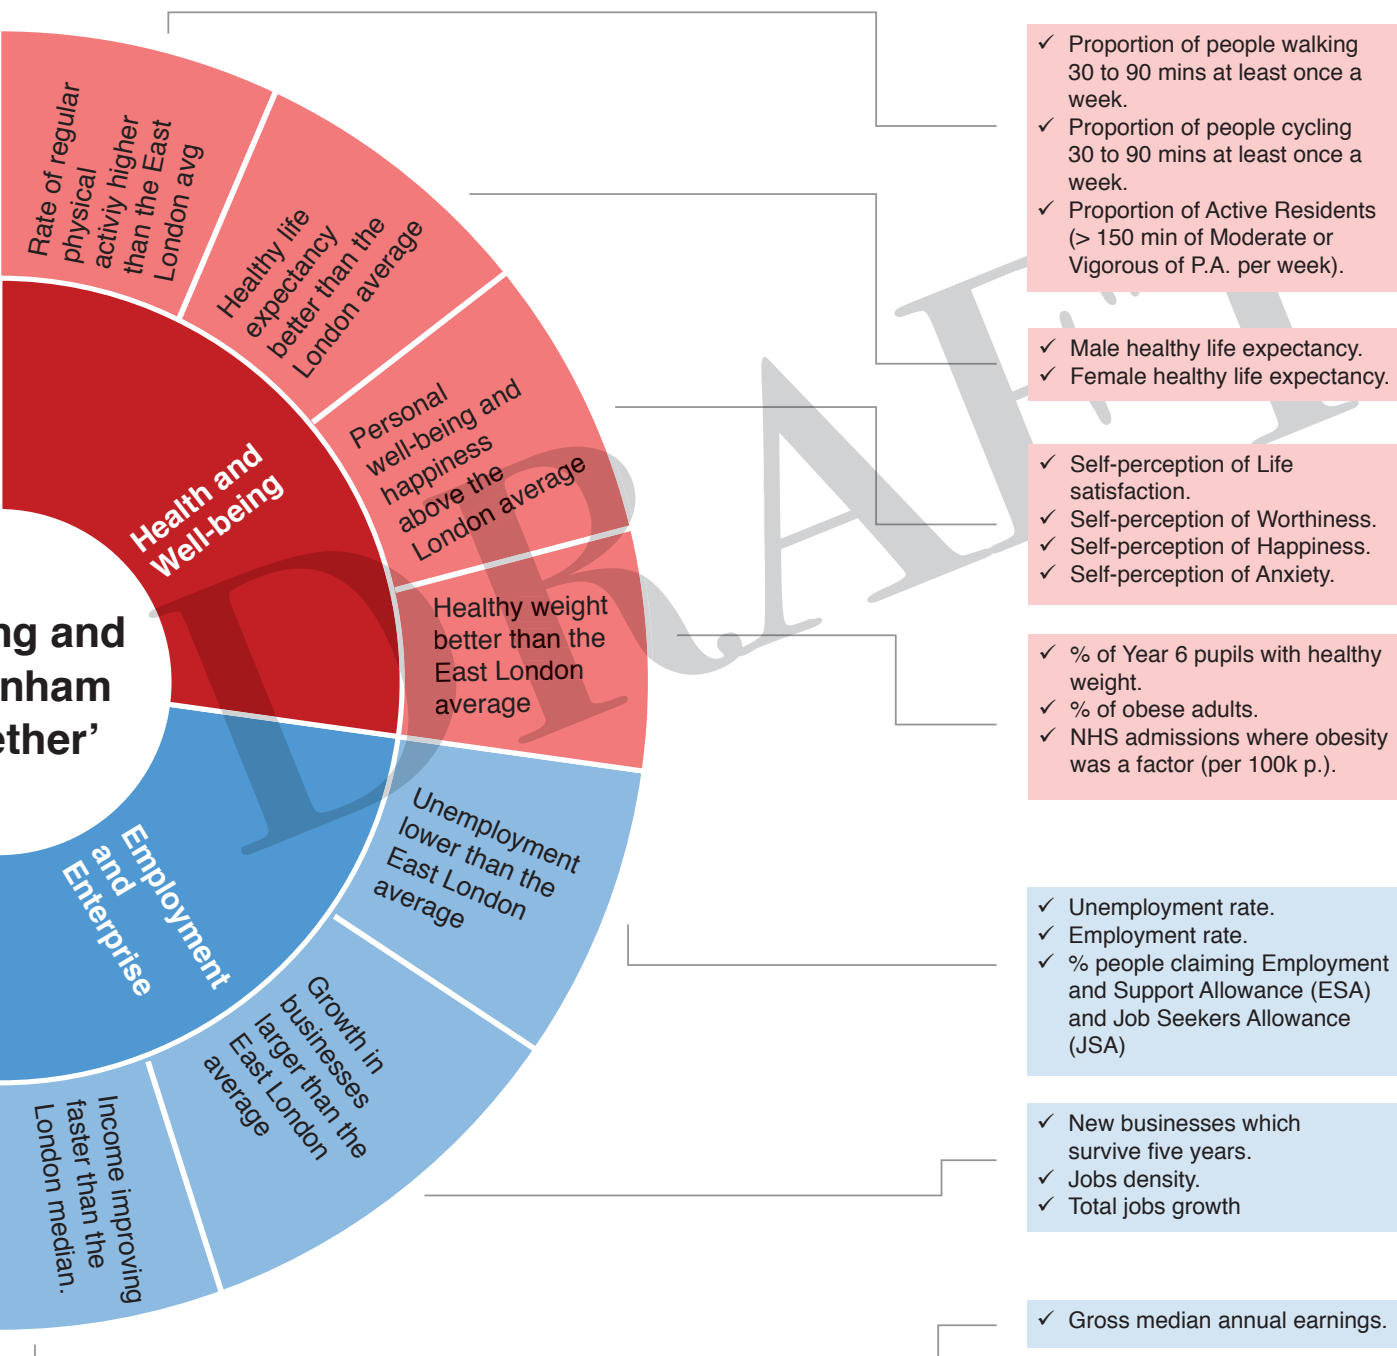 Rate of regular
physical
activiy higher
than the East
London avg
Healthy life
expectancy
better than the
London average
Personal
well-being and
happiness
above the
London average
Healthy weight
better than the
East London
average
Health and
Well-being
ng and
nham
ether’
Employment
and
Enterprise
Unemployment
lower than the
East London
average
Growth in
businesses
larger than the
East London
average
Income improving
faster than the
London median.
✓ Proportion of people walking
30 to 90 mins at least once a
week.
✓ Proportion of people cycling
30 to 90 mins at least once a
week.
✓ Proportion of Active Residents
(> 150 min of Moderate or
Vigorous of P.A. per week).
✓ Male healthy life expectancy.
✓ Female healthy life expectancy.
✓ Self-perception of Life
satisfaction.
✓ Self-perception of Worthiness.
✓ Self-perception of Happiness.
✓ Self-perception of Anxiety.
✓ % of Year 6 pupils with healthy
weight.
✓ % of obese adults.
✓ NHS admissions where obesity
was a factor (per 100k p.).
✓ Unemployment rate.
✓ Employment rate.
✓ % people claiming Employment
and Support Allowance (ESA)
and Job Seekers Allowance
(JSA)
✓ New businesses which
survive five years.
✓ Jobs density.
✓ Total jobs growth
✓ Gross median annual earnings.
DRAFT